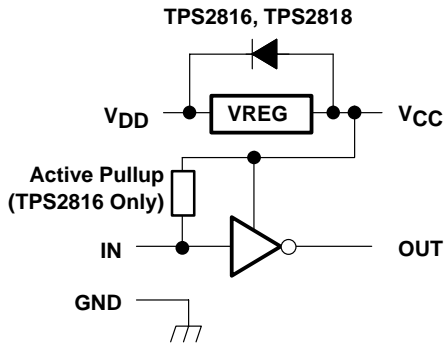 TPS2816, TPS2818
VDD VREG VCC
Active Pullup
(TPS2816 Only)
IN OUT
GND